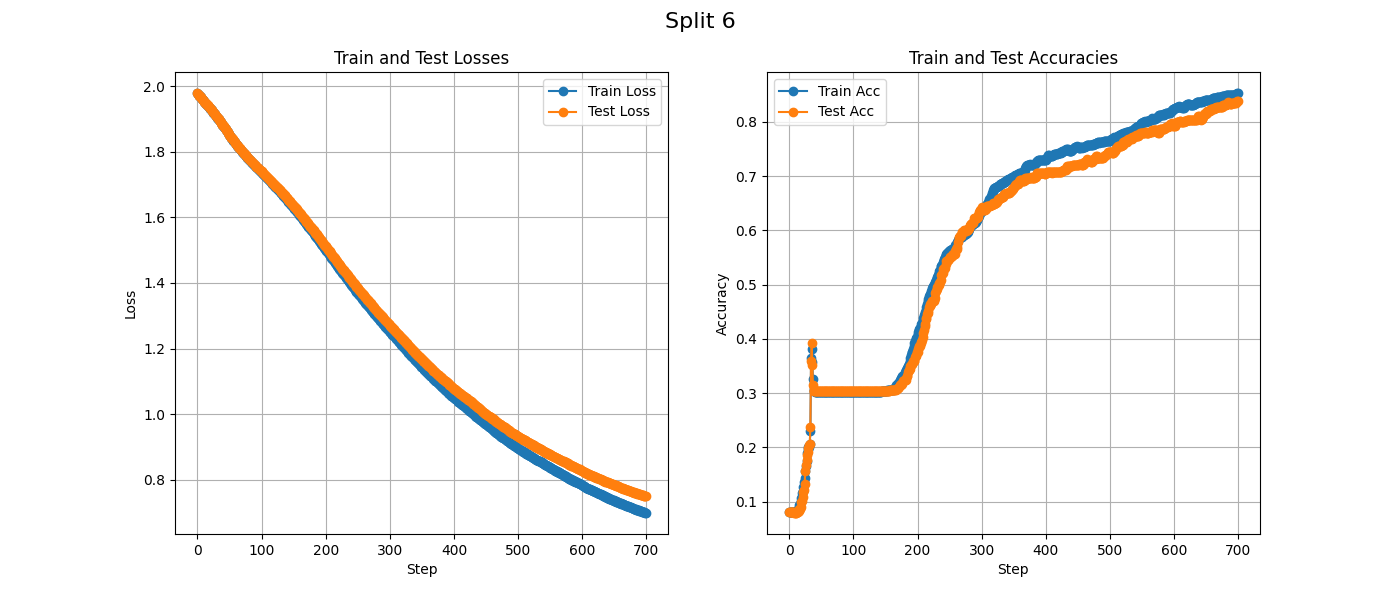 Split 6
Train and Test Losses
Train Loss
Test Loss
2.0
1.8
1.6
1.4
1.2
1.0
0.8
Loss
0 100 200 300 400 500 600 700
Step
Train and Test Accuracies
Train Acc
Test Acc
0.8
0.7
0.6
0.5
0.4
0.3
0.2
0.1
Accuracy
0 100 200 300 400 500 600 700
Step